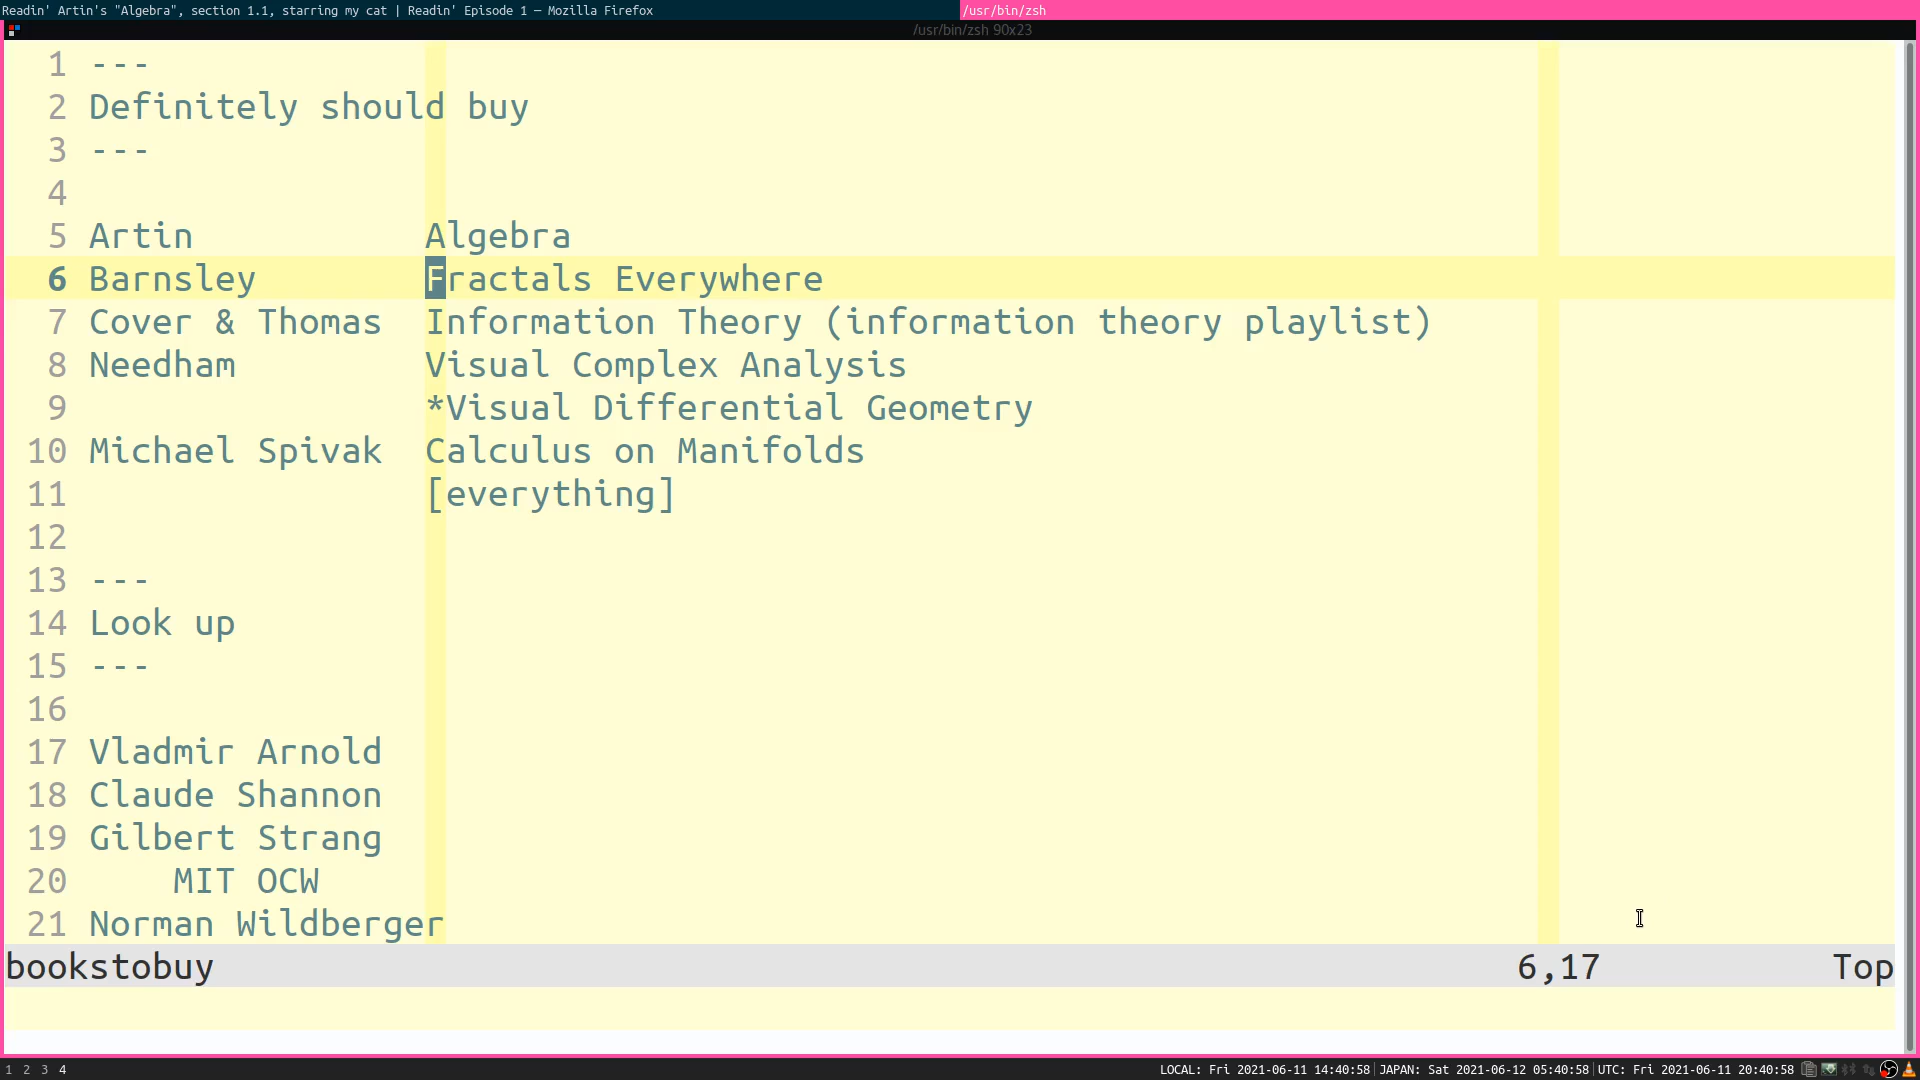 Readin' Artin's "Algebra", section 1.1, starring my cat | Readin' Episode 1 — Mozilla Firefox
/usr/bin/zsh
/usr/bin/zsh 90x23
1 ---
2 Definitely should buy
3 ---
4
5 Artin Algebra
6 Barnsley Fractals Everywhere
7 Cover & Thomas Information Theory (information theory playlist)
8 Needham Visual Complex Analysis
9 *Visual Differential Geometry
10 Michael Spivak Calculus on Manifolds
11 [everything]
12
13 ---
14 Look up
15 ---
16
17 Vladmir Arnold
18 Claude Shannon
19 Gilbert Strang
20 MIT OCW
21 Norman Wildberger
bookstobuy 6,17 Top
1 2 3 4 LOCAL: Fri 2021-06-11 14:40:58 | JAPAN: Sat 2021-06-12 05:40:58 | UTC: Fri 2021-06-11 20:40:58